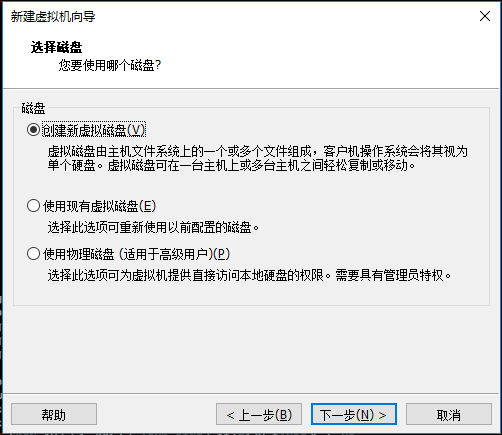 新建虚拟机向导
选择磁盘
您要使用哪个磁盘?
磁盘
创建新虚拟磁盘(V)
虚拟磁盘由主机文件系统上的一个或多个文件组成，客户机操作系统会将其视为
单个硬盘。虚拟磁盘可在一台主机上或多台主机之间轻松复制或移动。
使用现有虚拟磁盘(E)
选择此选项可重新使用以前配置的磁盘。
使用物理磁盘 (适用于高级用户)(P)
选择此选项可为虚拟机提供直接访问本地硬盘的权限。需要具有管理员特权。
帮助
< 上一步(B)
下一步(N) >
取消